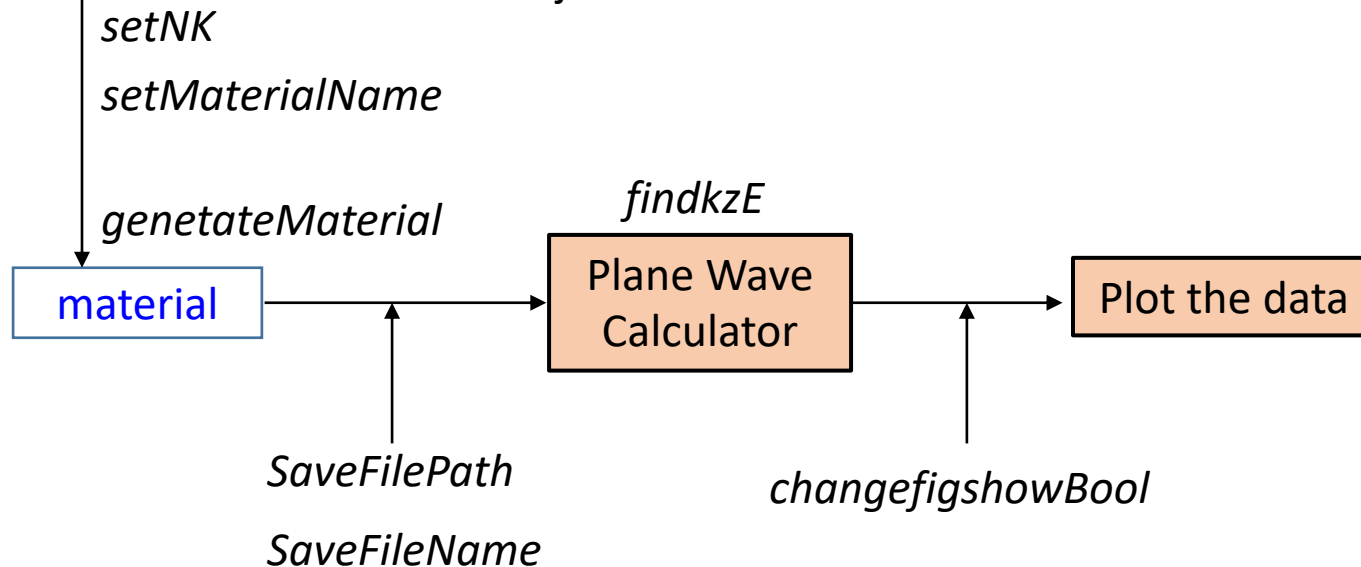 setNK
setMaterialName
genetateMaterial
material
findkzE
Plane Wave
Calculator
Plot the data
SaveFilePath
SaveFileName
changefigshowBool